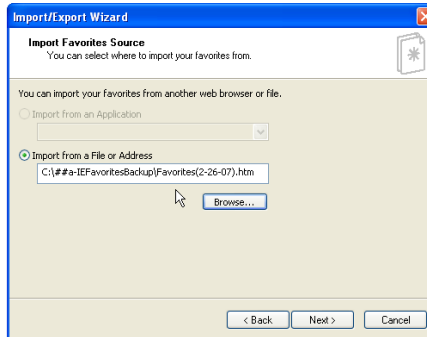 Import/Export Wizard
Import Favorites Source
You can select where to import your favorites from.
You can import your favorites from another web browser or file.
Import from an Application
Import from a File or Address
C:\##a-IEFavoritesBackup\Favorites(2-26-07).htm
Browse...
< Back Next > Cancel